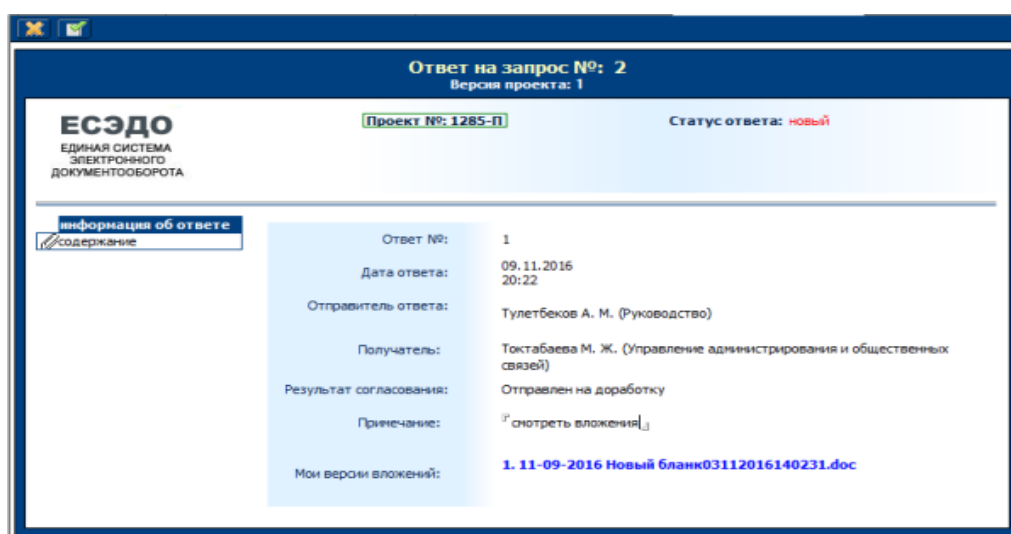 Ответ на запрос №: 2
Версия проекта: 1
ЕСЭДО
ЕДИНАЯ СИСТЕМА
ЭЛЕКТРОННОГО
ДОКУМЕНТООБОРОТА
Проект №: 1285-П
Статус ответа: новый
информация об ответе
содержание
Ответ №: 1
Дата ответа: 09.11.2016
20:22
Отправитель ответа: Тулетбеков А. М. (Руководство)
Получатель: Токтабаева М. Ж. (Управление администрирования и общественных
связей)
Результат согласования: Отправлен на доработку
Примечание: смотреть вложения
Мои версии вложений: 1. 11-09-2016 Новый бланк03112016140231.doc